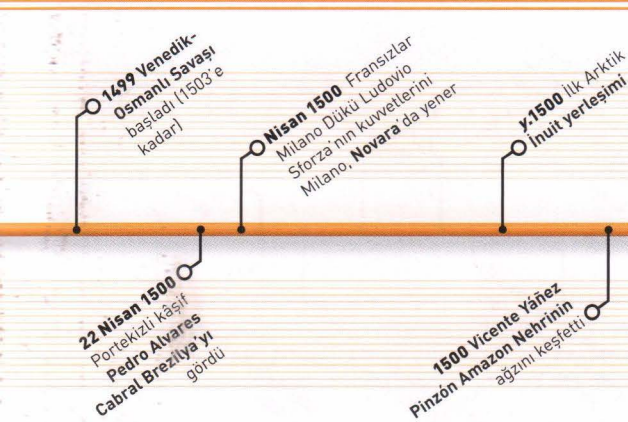 1499 Venedik-
Osmanlı Savaşı
başladı (1503'e
kadar)
22 Nisan 1500
Portekizli kâşif
Pedro Alvares
Cabral Brezilya'yı
gördü
Nisan 1500 Fransızlar
Milano Dükü Ludovio
Sforza'nın kuvvetlerini
Milano, Novara'da yener
y.1500 İlk Arktik
İnuit yerleşimi
1500 Vicente Yáñez
Pinzón Amazon Nehrinin
ağzını keşfetti